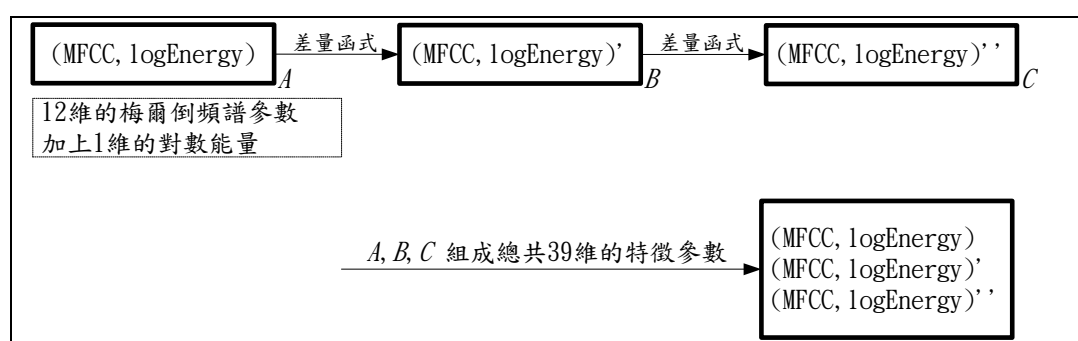 (MFCC,logEnergy)
A
差量函式
(MFCC,logEnergy)'
B
差量函式
(MFCC,logEnergy)''
C
12維的梅爾倒頻譜參數
加上1維的對數能量
A,B,C 組成總共39維的特徵參數
(MFCC,logEnergy)
(MFCC,logEnergy)'
(MFCC,logEnergy)''